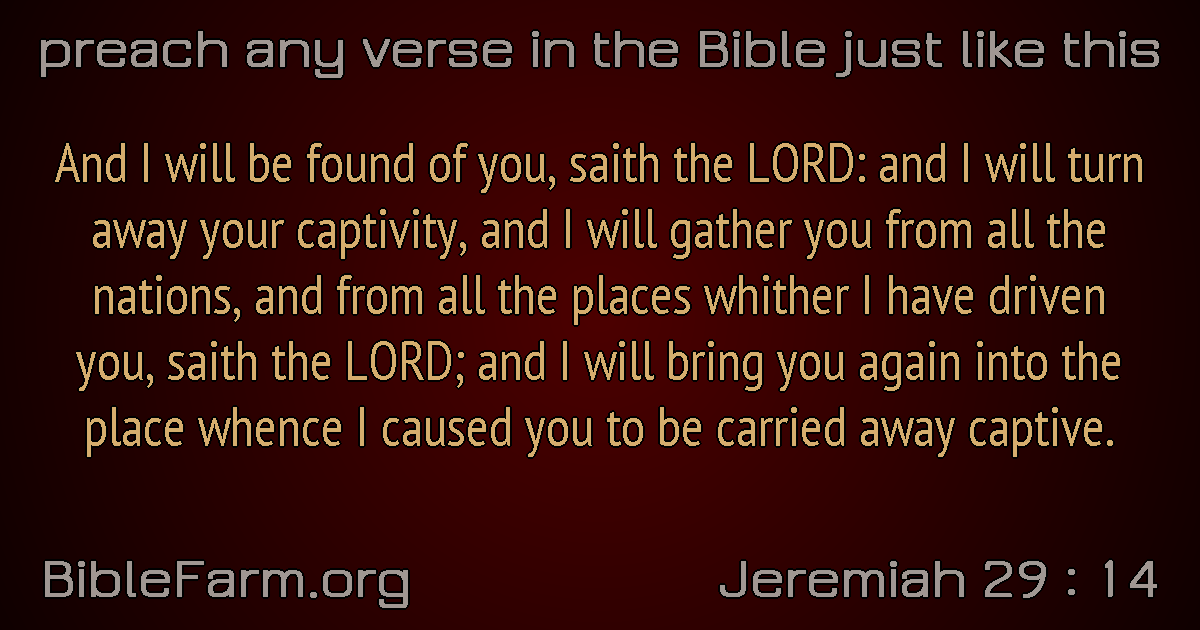 preach any verse in the Bible just like this
And I will be found of you, saith the LORD: and I will turn
away your captivity, and I will gather you from all the
nations, and from all the places whither I have driven
you, saith the LORD; and I will bring you again into the
place whence I caused you to be carried away captive.
BibleFarm.org
Jeremiah 29 : 14